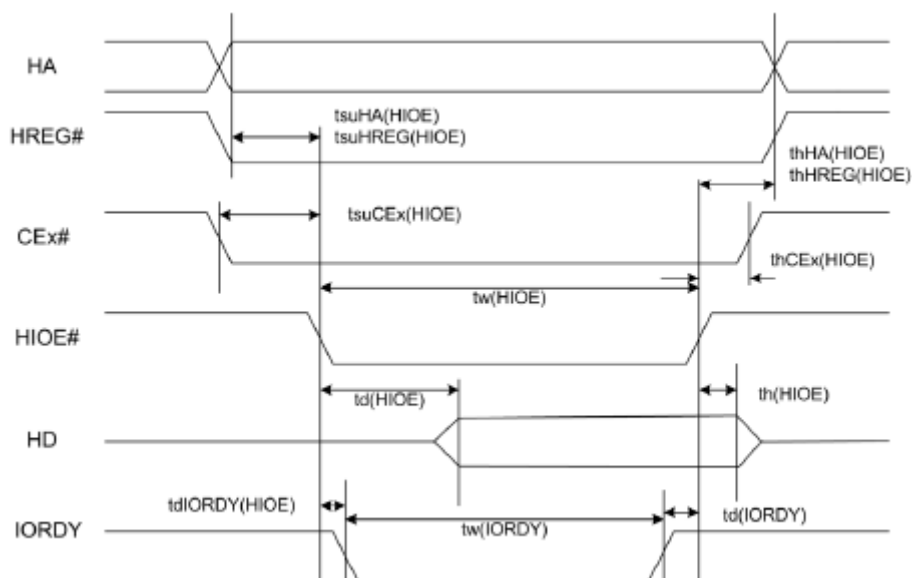 HA
tsuHA(HIOE)
tsuHREG(HIOE)
HREG#
thHA(HIOE)
thHREG(HIOE)
tsuCEx(HIOE)
CEx#
thCEx(HIOE)
tw(HIOE)
HIOE#
td(HIOE)
th(HIOE)
HD
tdIORDY(HIOE)
tw(IORDY)
td(IORDY)
IORDY